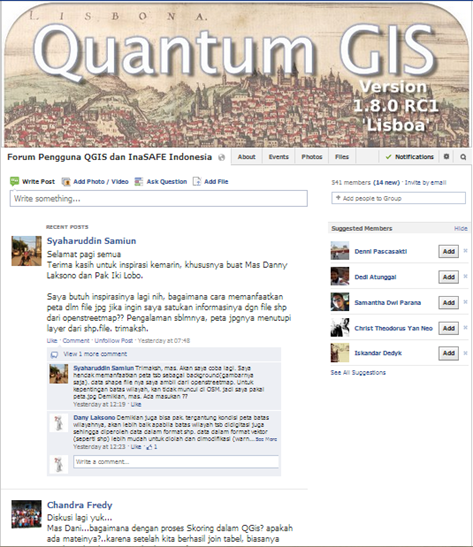 LISBONA.
Quantum GIS
Version
1.8.0 RC1
'Lisboa'
Forum Pengguna QGIS dan InaSAFE Indonesia
About
Events
Photos
Files
Notifications
Write Post
Add Photo / Video
Ask Question
Add File
Write something...
541 members (14 new) · Invite by email
+ Add people to Group
RECENT POSTS
Syaharuddin Samiun
Selamat pagi semua
Terima kasih untuk inspirasi kemarin, khususnya buat Mas Danny
Laksono dan Pak Iki Lobo.
Saya butuh inspirasinya lagi nih, bagaimana cara memanfaatkan
peta dlm file jpg jika ingin saya satukan informasinya dgn file shp
dari openstreetmap?? Pengalaman sblmnya, peta jpgnya menutupi
layer dari shp.file. trimaksh.
Like · Comment · Unfollow Post · Yesterday at 07:48
View 1 more comment
Syaharuddin Samiun Trimaksh, mas. Akan saya coba lagi. Saya
hendak memanfaatkan peta tsb sebagai background(gambarnya
saja). data shape file nya saya ambil dari openstreetmap. Untuk
kepentingan batas wilayah, kan tidak muncul di OSM. jadi saya pakai
peta jpg Demikian, mas. Ada masukan ??
Yesterday at 12:19 · Like
Dany Laksono Demikian juga bisa pak. tergantung kondisi peta batas
wilayahnya, akan lebih baik apabila batas wilayah tsb didigitasi juga
sehingga diperoleh data dalam format shp. data dalam format vektor
(seperti shp) lebih mudah untuk diolah dan dimodifikasi (warn... See More
Yesterday at 12:23 · Like · 1
Write a comment...
Chandra Fredy
Diskusi lagi yuk...
Mas Dani...bagaimana dengan proses Skoring dalam QGis? apakah
ada mateinya?..karena setelah kita berhasil join tabel, biasanya
Suggested Members
Hide
Denni Pascasakti
Add
Dedi Atunggal
Add
Samantha Dwi Parana
Add
Christ Theodorus Yan Neo
Add
Iskandar Dedyk
Add
See All Suggestions